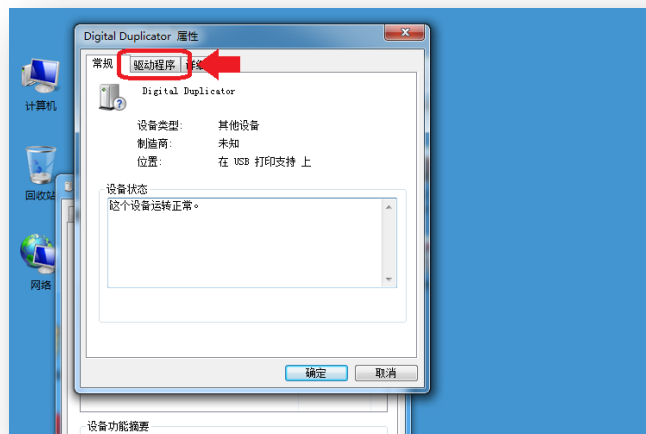 Digital Duplicator 属性
常规
驱动程序
Digital Duplicator
设备类型:
其他设备
制造商:
未知
位置:
在 USB 打印支持 上
设备状态
这个设备运转正常。
确定
取消
设备功能摘要
计算机
回收站
网络